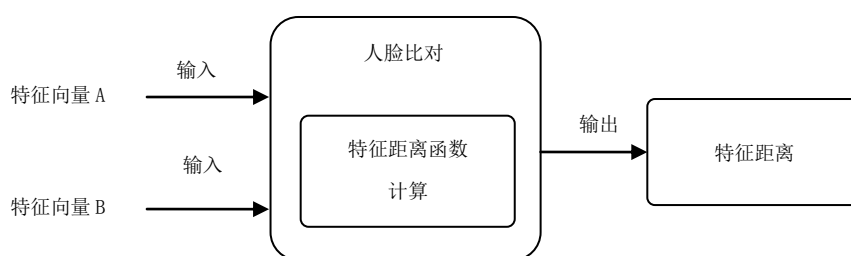 人脸比对
输入
特征向量 A
输入
特征向量 B
特征距离函数
计算
输出
特征距离